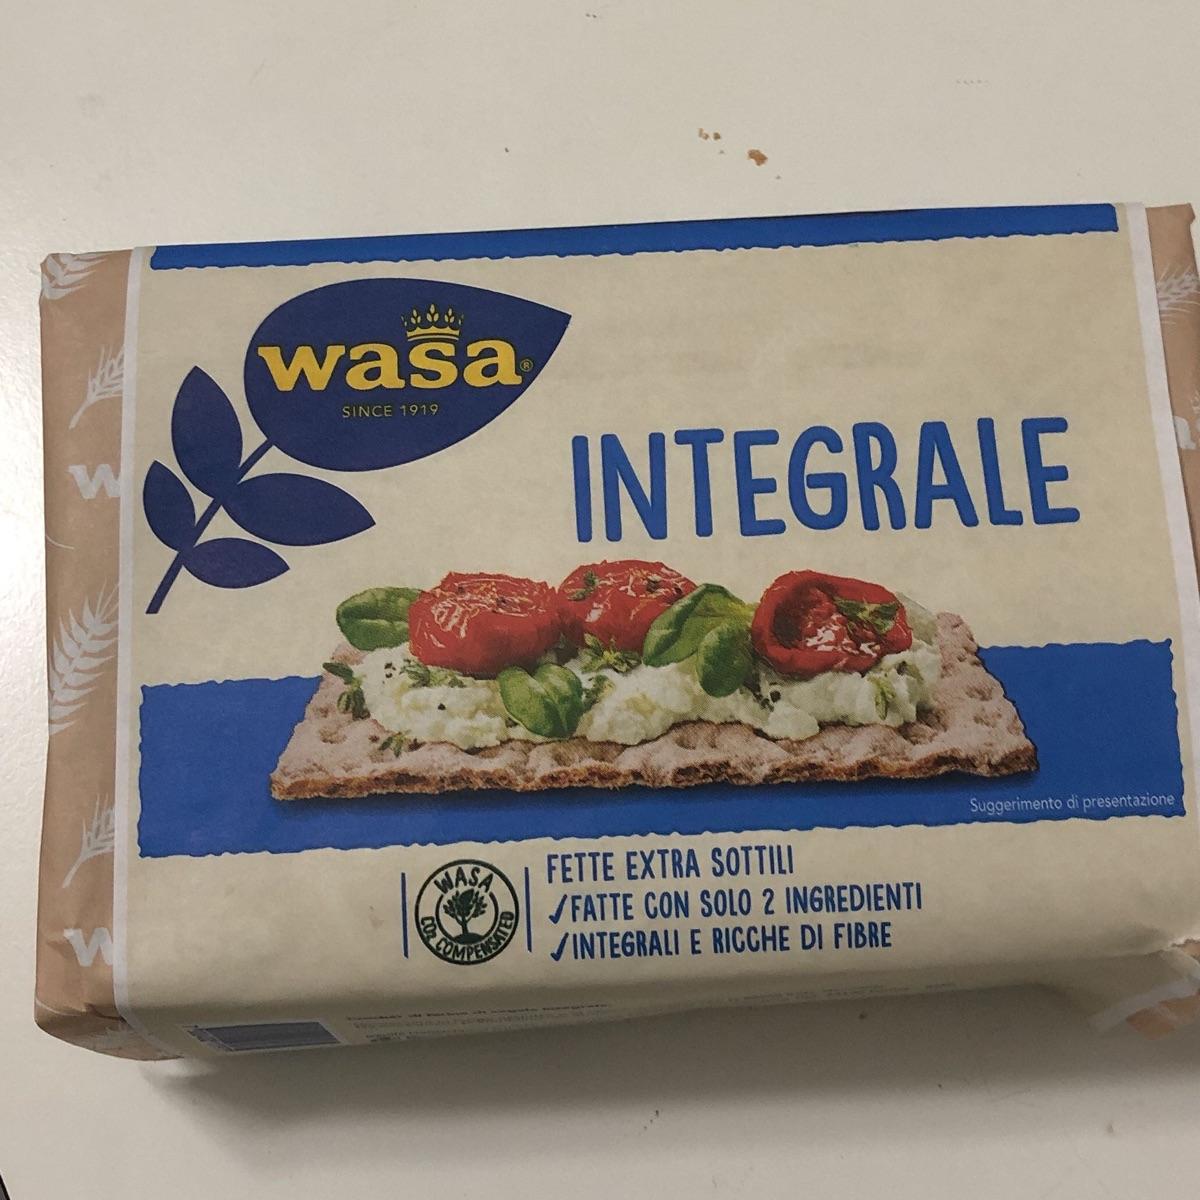 wasa®
SINCE 1919
INTEGRALE
Suggerimento di presentazione
WASA
CO2 COMPENSATED
FETTE EXTRA SOTTILI
✓FATTE CON SOLO 2 INGREDIENTI
✓INTEGRALI E RICCHE DI FIBRE